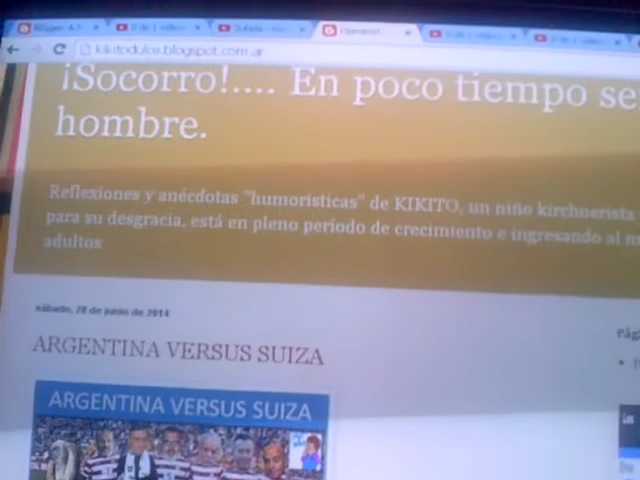 kikitodulce.blogspot.com.ar
¡Socorro!.... En poco tiempo
hombre.
Reflexiones y anécdotas "humorísticas" de KIKITO, un niño kirchnerista
para su desgracia, está en pleno período de crecimiento e ingresando al
adultos
sábado, 28 de junio de 2014
ARGENTINA VERSUS SUIZA
ARGENTINA VERSUS SUIZA